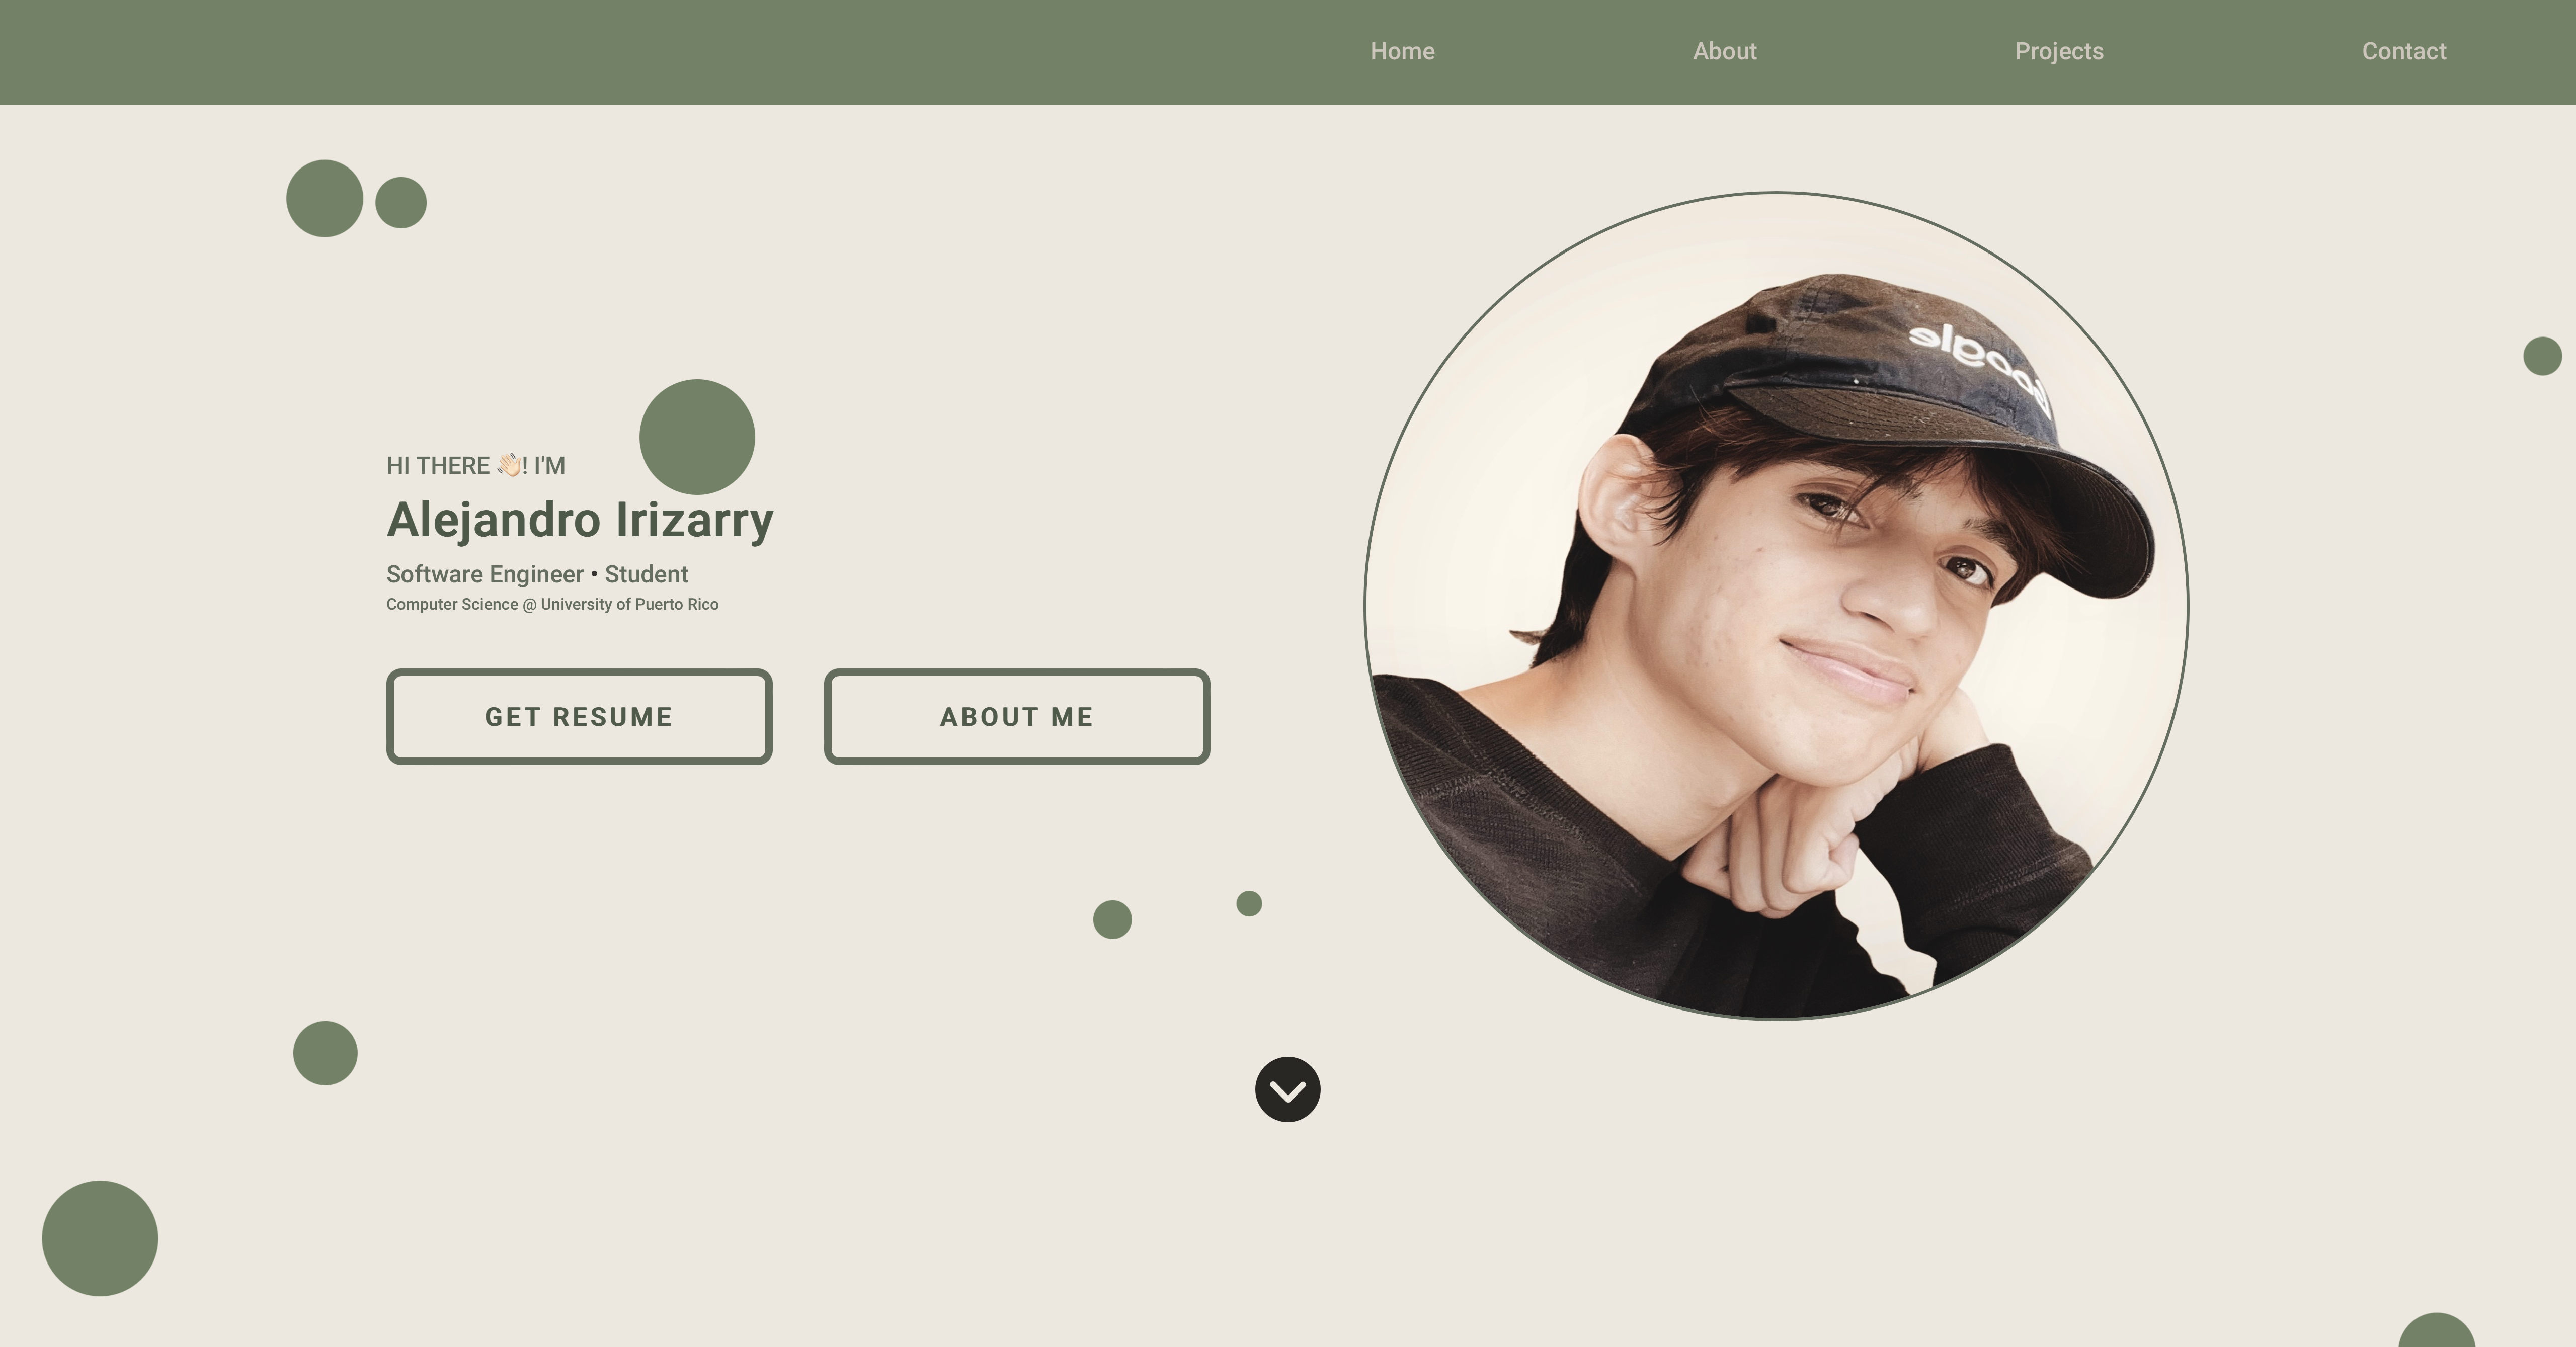 Home
About
Projects
Contact
Google
HI THERE 👋🏻! I'M
Alejandro Irizarry
Software Engineer • Student
Computer Science @ University of Puerto Rico
GET RESUME
ABOUT ME